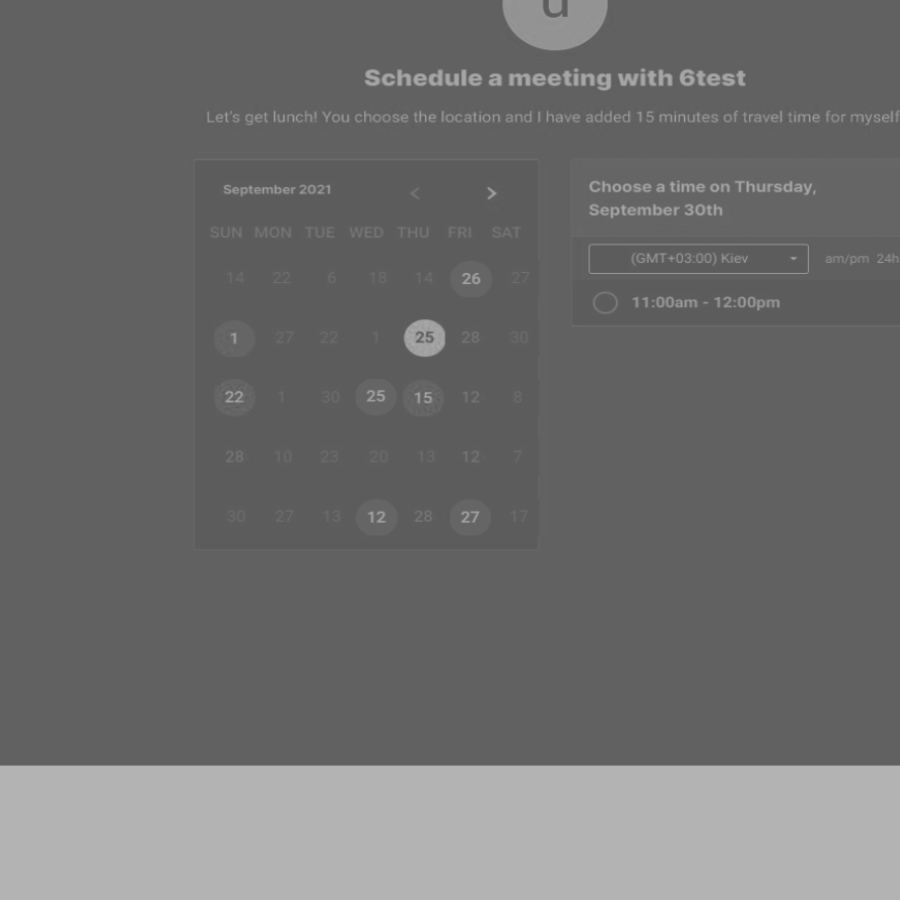 u
Schedule a meeting with 6test
Let's get lunch! You choose the location and I have added 15 minutes of travel time for myself
September 2021 < >
SUN MON TUE WED THU FRI SAT
14 22 6 18 14 26 27
1 27 22 1 25 28 30
22 1 30 25 15 12 8
28 10 23 20 13 12 7
30 27 13 12 28 27 17
Choose a time on Thursday,
September 30th
(GMT+03:00) Kiev am/pm 24h
11:00am - 12:00pm